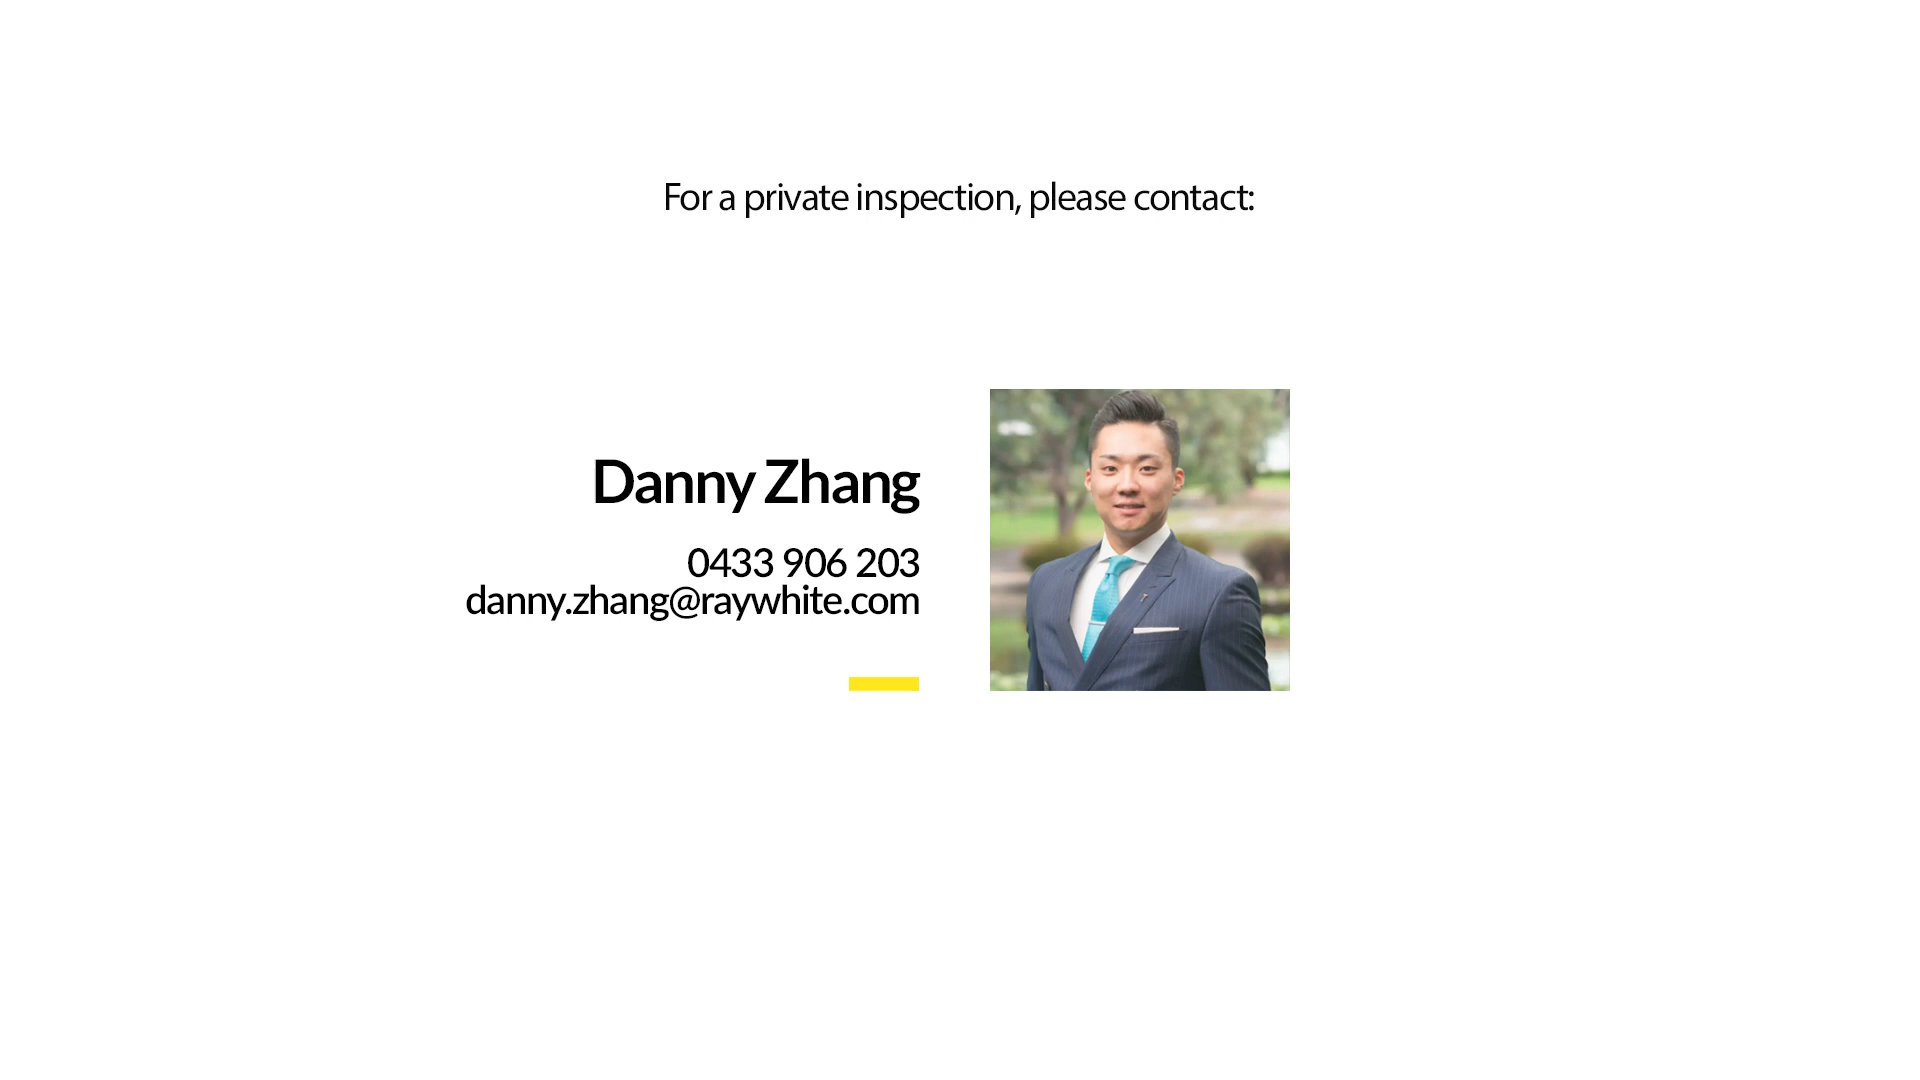 For a private inspection, please contact:
Danny Zhang
0433 906 203
danny.zhang@raywhite.com